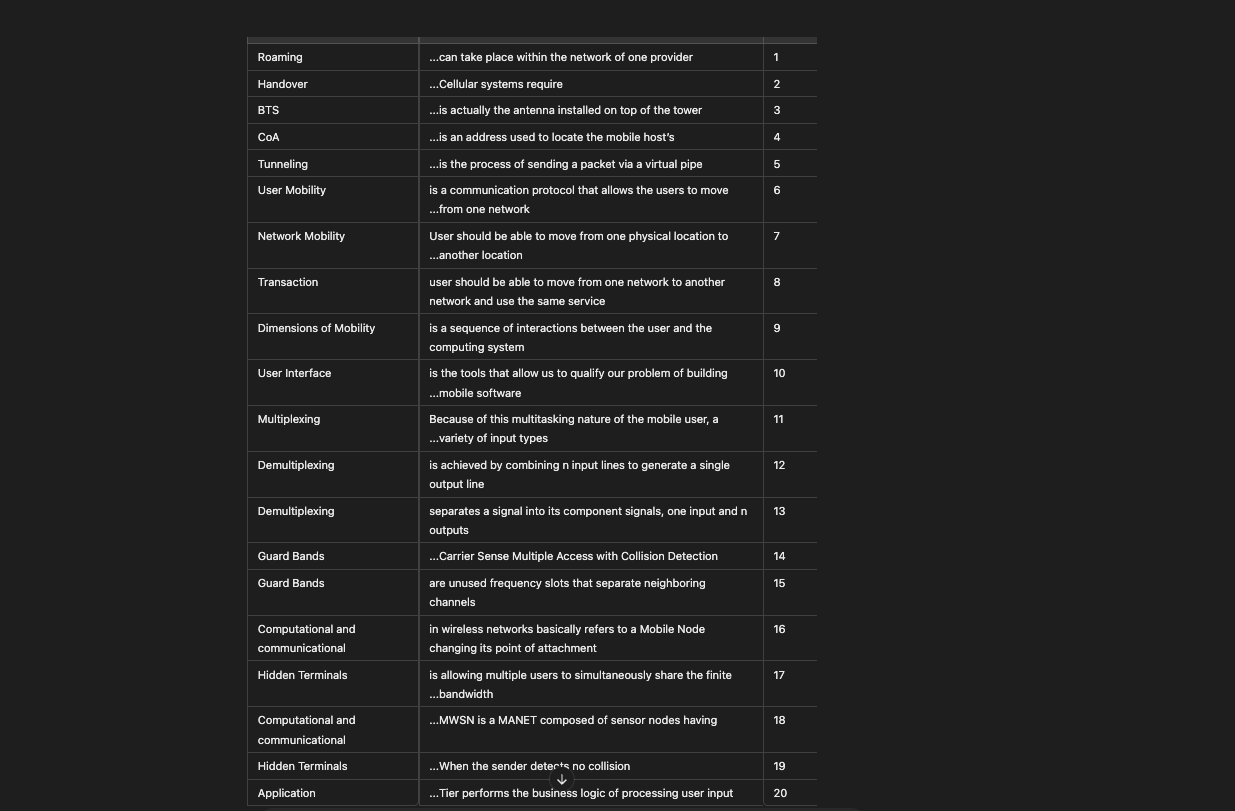 Roaming ...can take place within the network of one provider 1
Handover ...Cellular systems require 2
BTS ...is actually the antenna installed on top of the tower 3
CoA ...is an address used to locate the mobile host's 4
Tunneling ...is the process of sending a packet via a virtual pipe 5
User Mobility is a communication protocol that allows the users to move 6
...from one network
Network Mobility User should be able to move from one physical location to 7
...another location
Transaction user should be able to move from one network to another 8
network and use the same service
Dimensions of Mobility is a sequence of interactions between the user and the 9
computing system
User Interface is the tools that allow us to qualify our problem of building 10
...mobile software
Multiplexing Because of this multitasking nature of the mobile user, a 11
...variety of input types
Demultiplexing is achieved by combining n input lines to generate a single 12
output line
Demultiplexing separates a signal into its component signals, one input and n 13
outputs
Guard Bands ...Carrier Sense Multiple Access with Collision Detection 14
Guard Bands are unused frequency slots that separate neighboring 15
channels
Computational and in wireless networks basically refers to a Mobile Node 16
communicational changing its point of attachment
Hidden Terminals is allowing multiple users to simultaneously share the finite 17
...bandwidth
Computational and ...MWSN is a MANET composed of sensor nodes having 18
communicational
Hidden Terminals ...When the sender detects no collision 19
Application ...Tier performs the business logic of processing user input 20